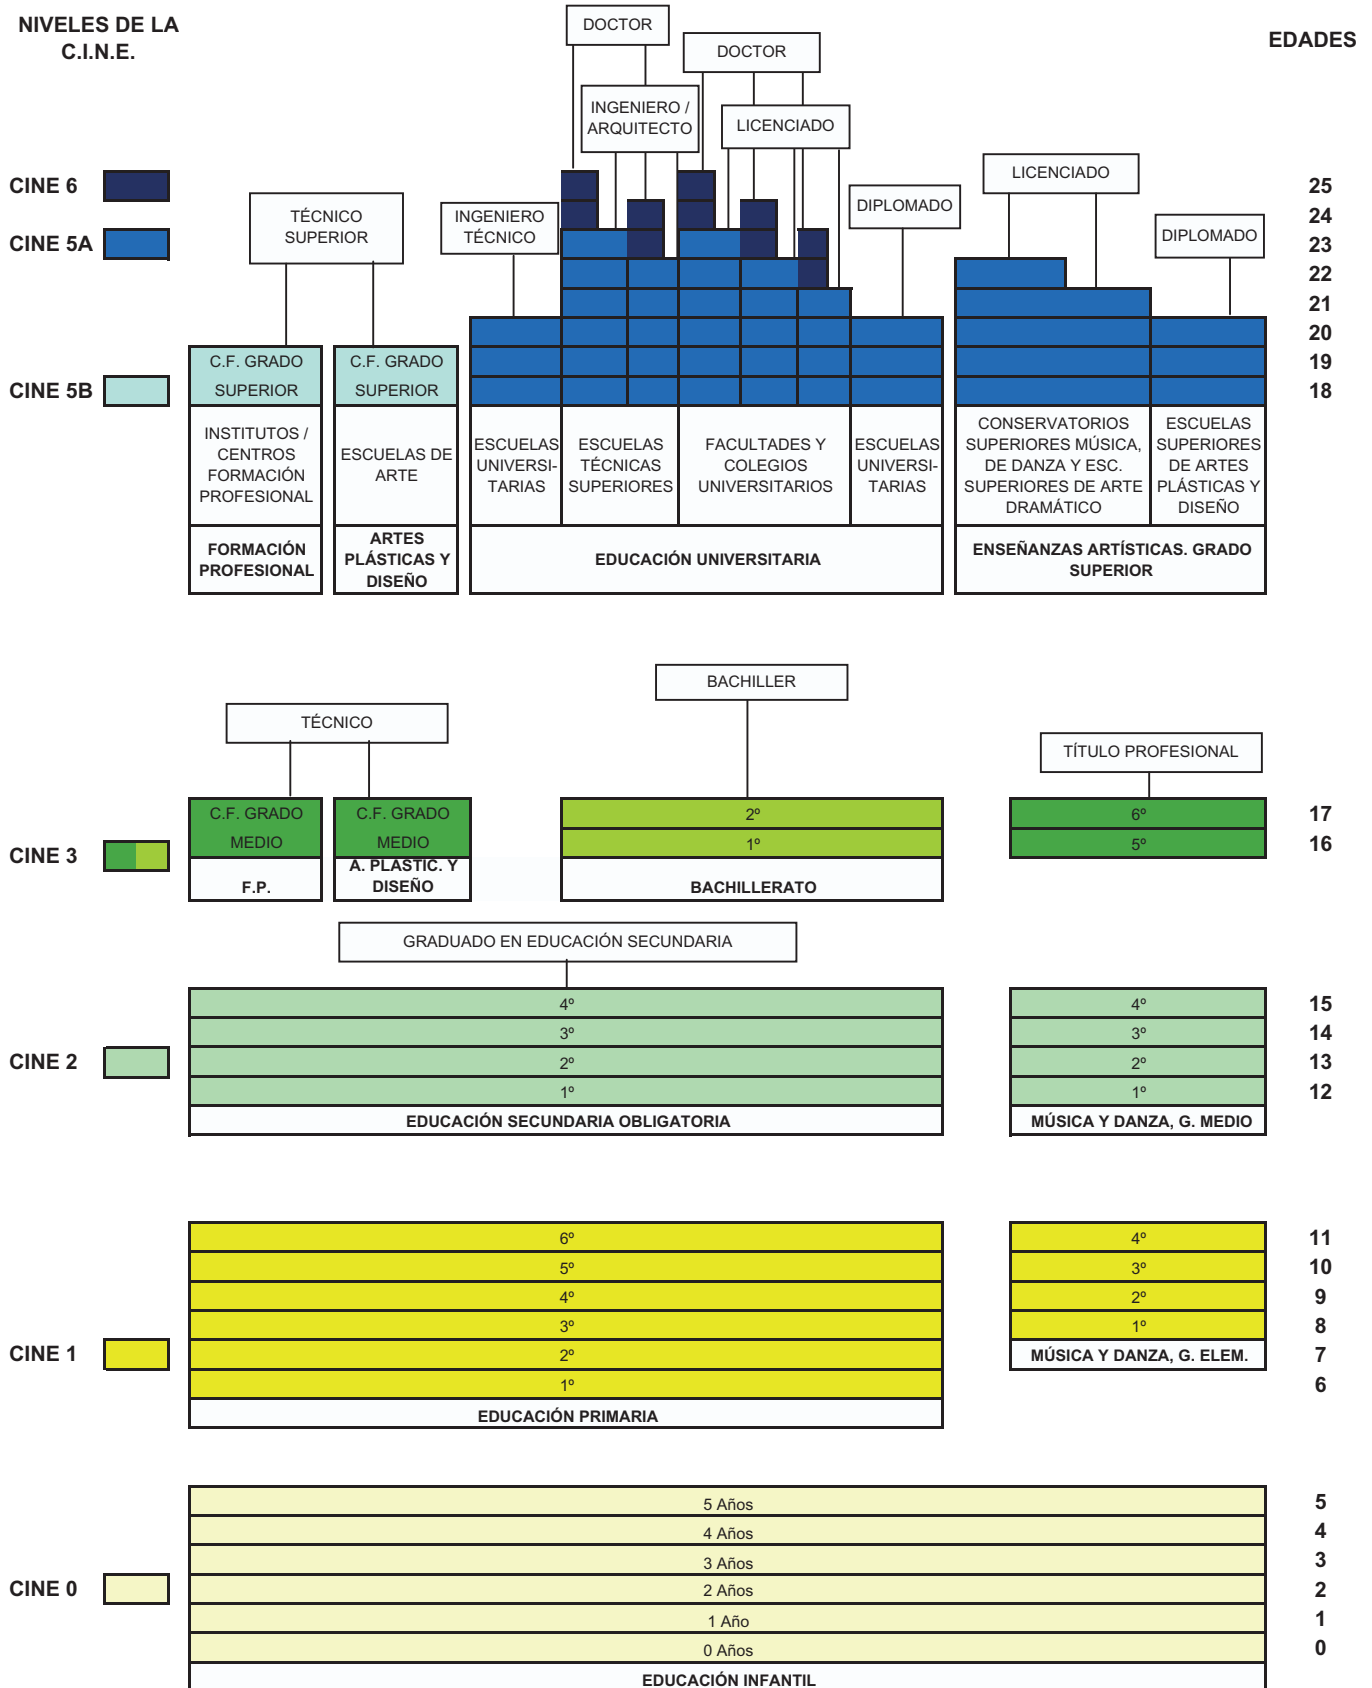 NIVELES DE LA
C.I.N.E.
EDADES
DOCTOR
DOCTOR
INGENIERO /
ARQUITECTO
LICENCIADO
LICENCIADO
CINE 6
25
TÉCNICO
SUPERIOR
INGENIERO
TÉCNICO
DIPLOMADO
24
DIPLOMADO
CINE 5A
23
22
21
20
C.F. GRADO
SUPERIOR
C.F. GRADO
SUPERIOR
19
CINE 5B
18
INSTITUTOS /
CENTROS
FORMACIÓN
PROFESIONAL
ESCUELAS DE
ARTE
ESCUELAS
UNIVERSI-
TARIAS
ESCUELAS
TÉCNICAS
SUPERIORES
FACULTADES Y
COLEGIOS
UNIVERSITARIOS
ESCUELAS
UNIVERSI-
TARIAS
CONSERVATORIOS
SUPERIORES MÚSICA,
DE DANZA Y ESC.
SUPERIORES DE ARTE
DRAMÁTICO
ESCUELAS
SUPERIORES
DE ARTES
PLÁSTICAS Y
DISEÑO
FORMACIÓN
PROFESIONAL
ARTES
PLÁSTICAS Y
DISEÑO
EDUCACIÓN UNIVERSITARIA
ENSEÑANZAS ARTÍSTICAS. GRADO
SUPERIOR
BACHILLER
TÉCNICO
TÍTULO PROFESIONAL
C.F. GRADO
MEDIO
C.F. GRADO
MEDIO
2º
6º
17
1º
5º
16
CINE 3
F.P.
A. PLASTIC. Y
DISEÑO
BACHILLERATO
GRADUADO EN EDUCACIÓN SECUNDARIA
4º
4º
15
3º
3º
14
CINE 2
2º
2º
13
1º
1º
12
EDUCACIÓN SECUNDARIA OBLIGATORIA
MÚSICA Y DANZA, G. MEDIO
6º
4º
11
5º
3º
10
4º
2º
9
3º
1º
8
CINE 1
2º
MÚSICA Y DANZA, G. ELEM.
7
1º
6
EDUCACIÓN PRIMARIA
5 Años
5
4 Años
4
3 Años
3
CINE 0
2 Años
2
1 Año
1
0 Años
0
EDUCACIÓN INFANTIL